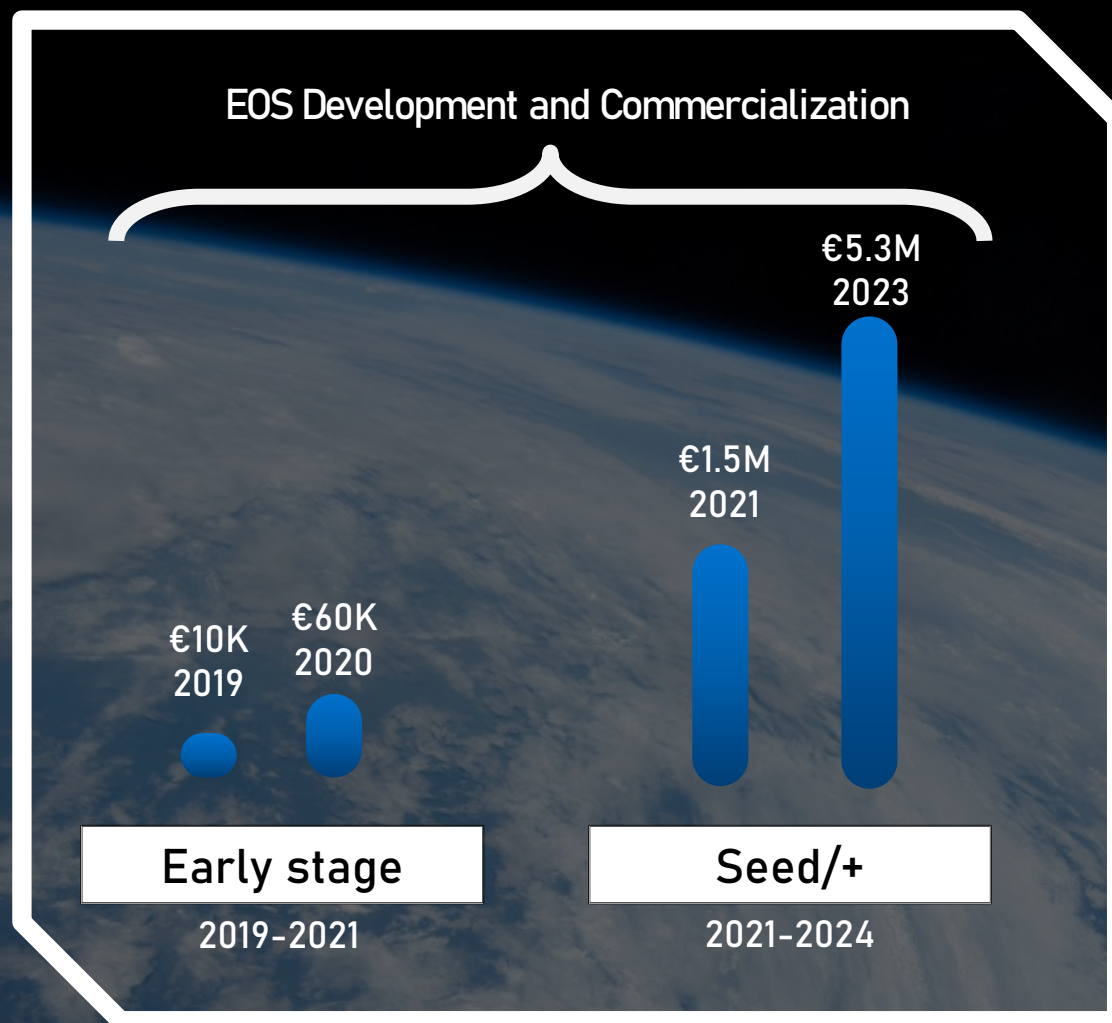 EOS Development and Commercialization
€5.3M
2023
€1.5M
2021
€10K
2019
€60K
2020
Early stage
2019-2021
Seed/+
2021-2024